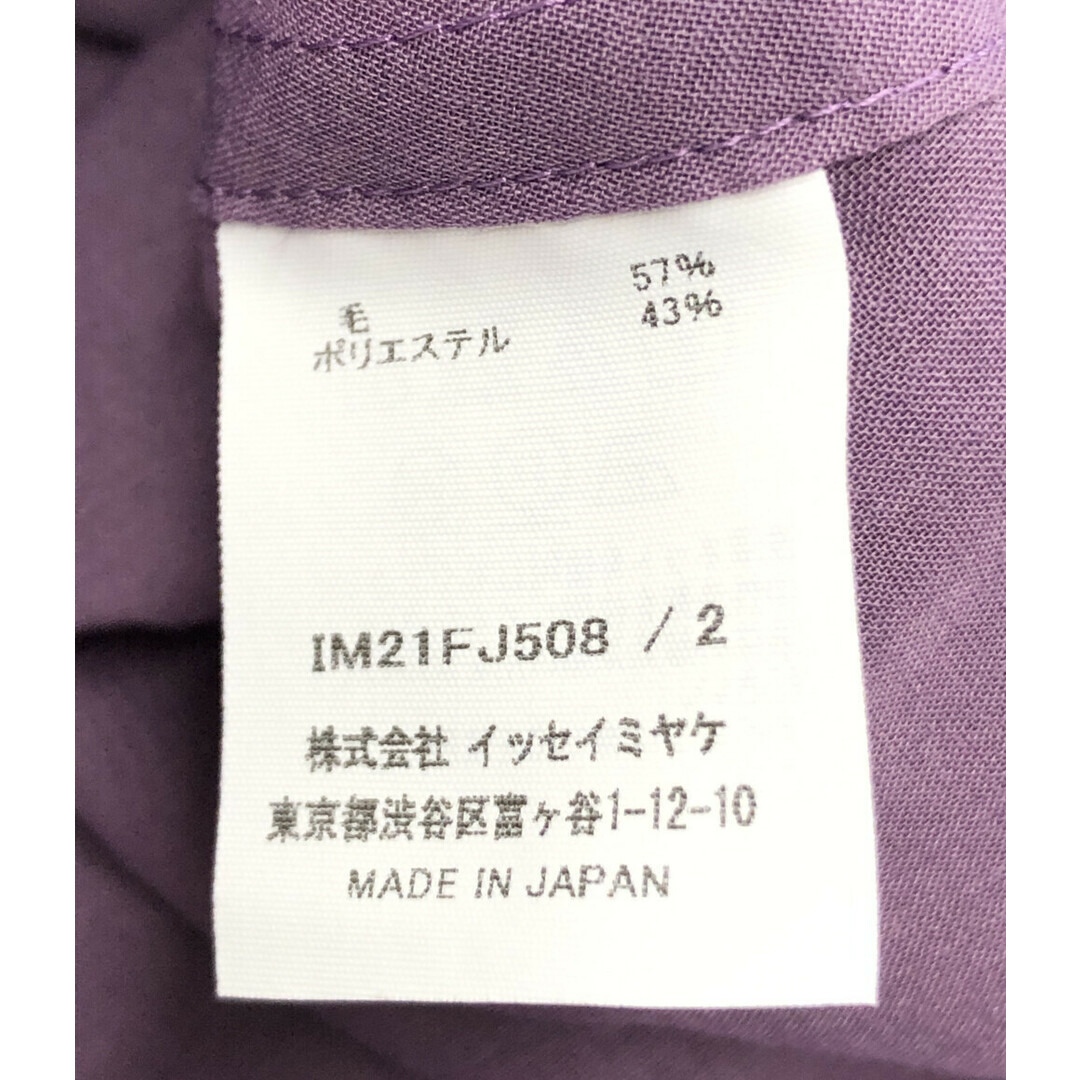 毛 57%
ポリエステル 43%
IM21FJ508 / 2
株式会社 イッセイミヤケ
東京都渋谷区富ヶ谷1-12-10
MADE IN JAPAN